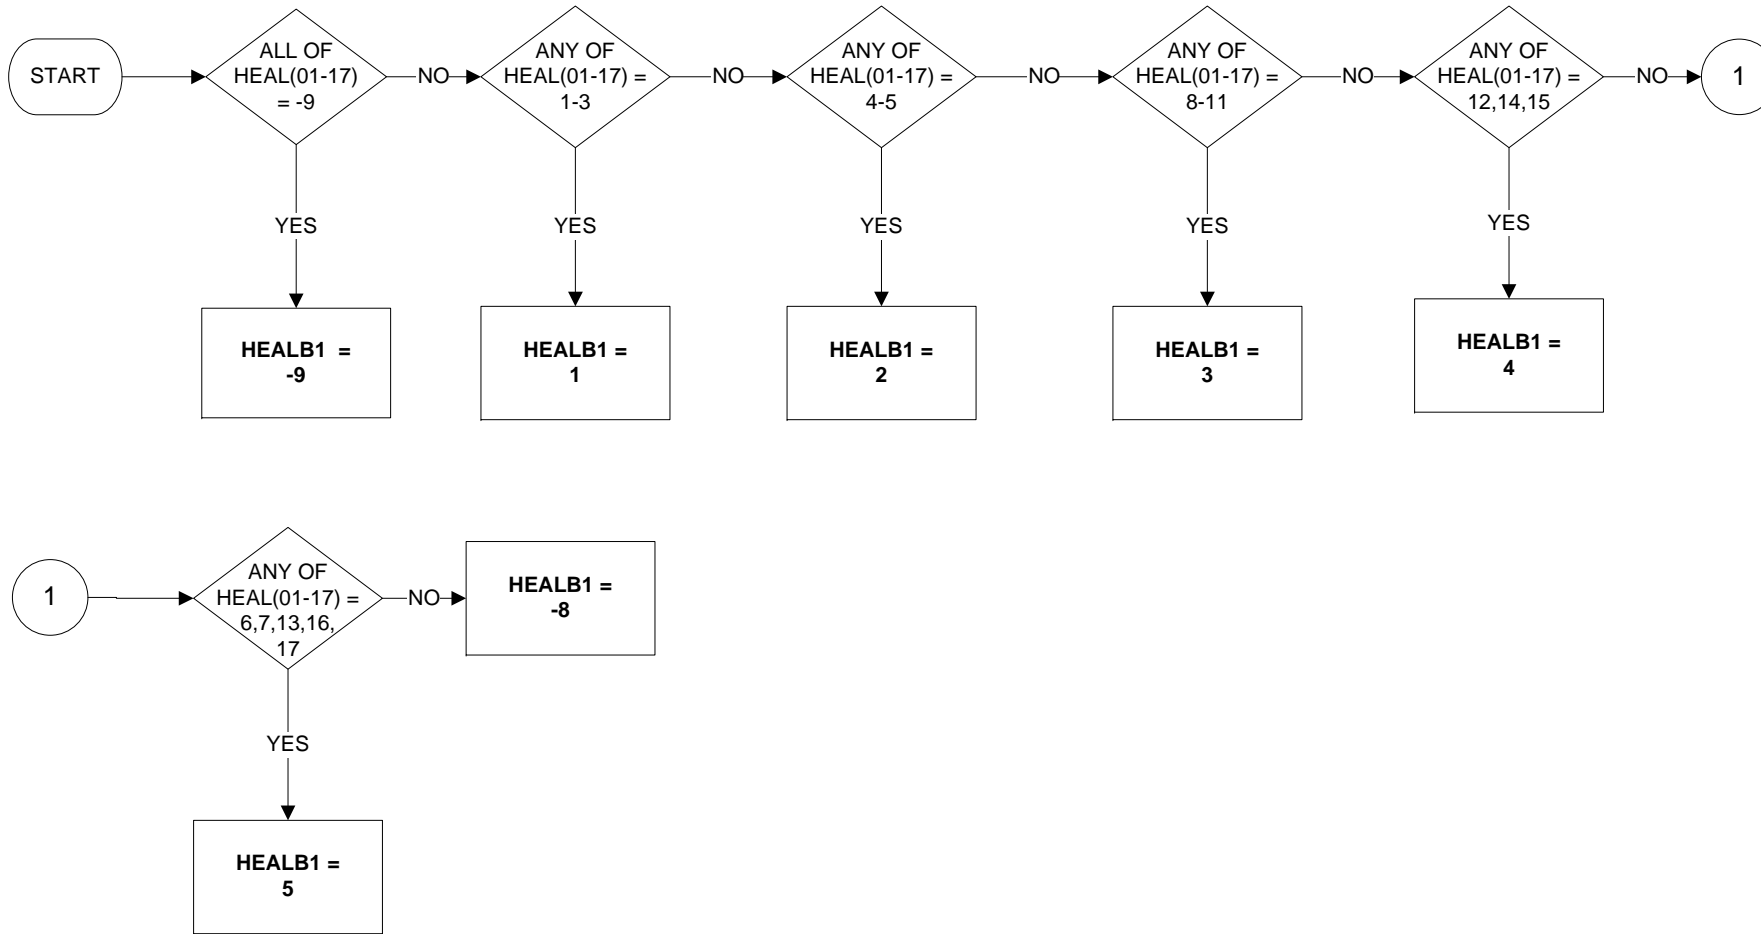 START
ALL OF
HEAL(01-17)
= -9
NO
ANY OF
HEAL(01-17) =
1-3
NO
ANY OF
HEAL(01-17) =
4-5
NO
ANY OF
HEAL(01-17) =
8-11
NO
ANY OF
HEAL(01-17) =
12,14,15
NO
1
YES
YES
YES
YES
YES
HEALB1 =
-9
HEALB1 =
1
HEALB1 =
2
HEALB1 =
3
HEALB1 =
4
1
ANY OF
HEAL(01-17) =
6,7,13,16,
17
NO
HEALB1 =
-8
YES
HEALB1 =
5